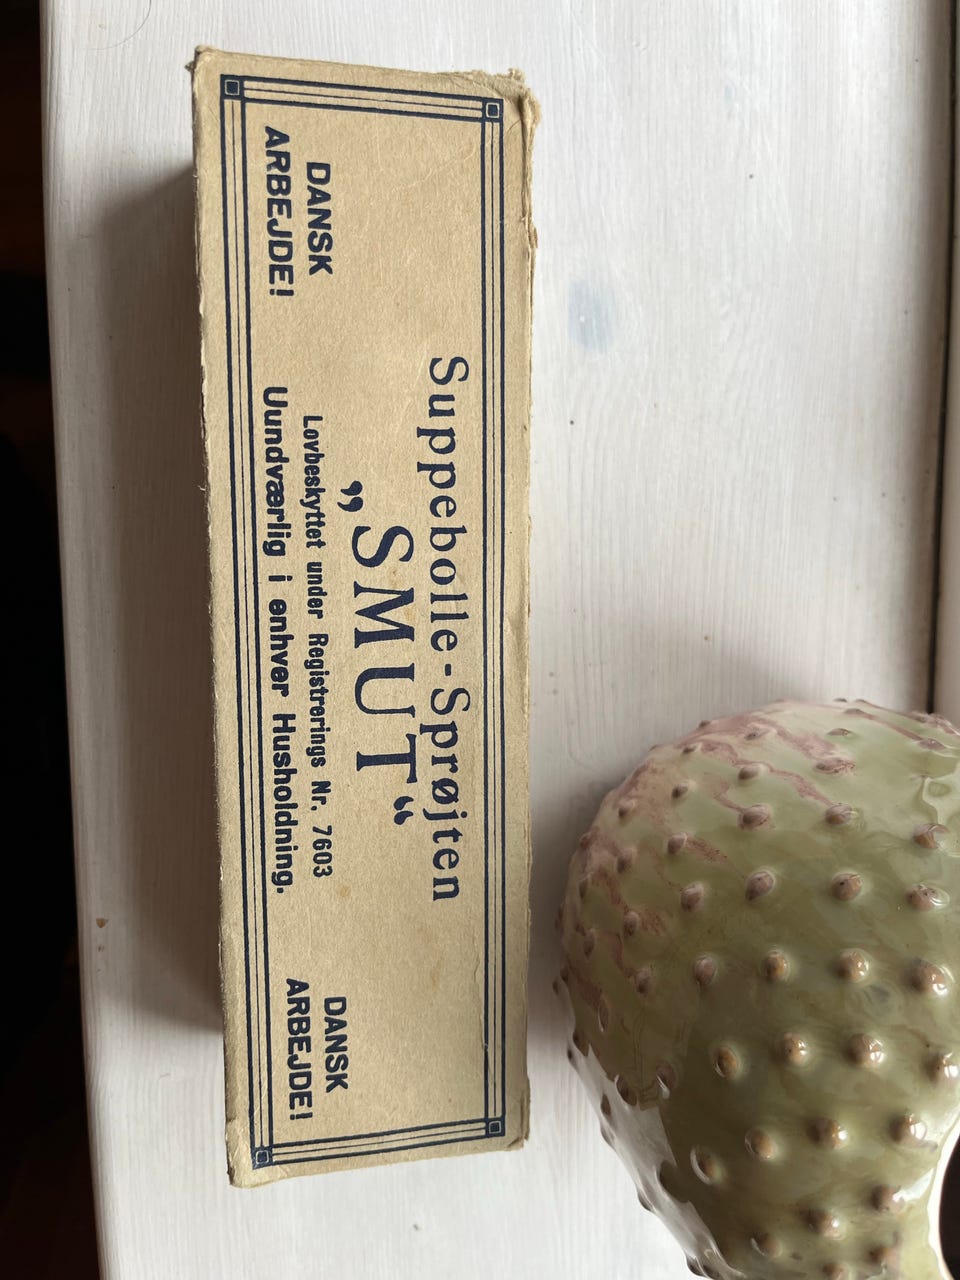 Suppebolle-Sprøjten
„SMUT“
DANSK
ARBEJDE!
Lovbeskyttet under Registrerings Nr. 7603
Uundværlig i enhver Husholdning.
DANSK
ARBEJDE!